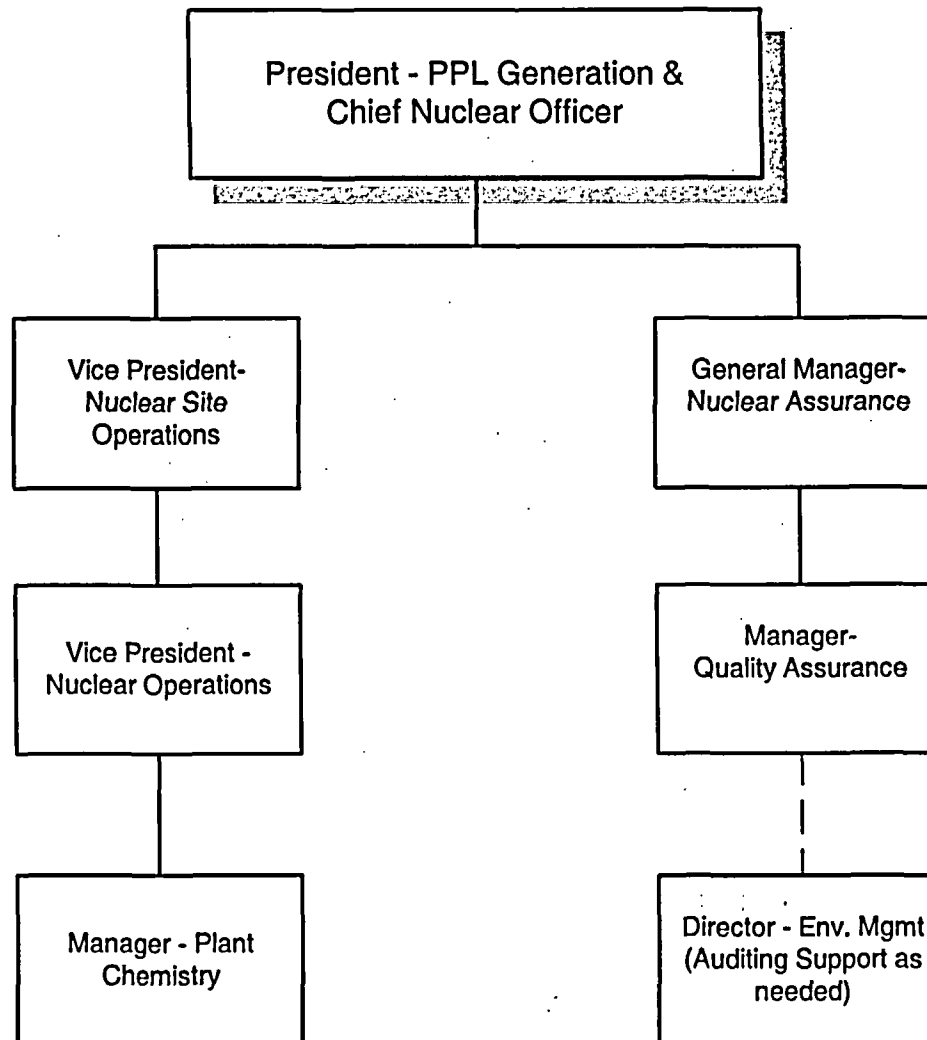 President - PPL Generation &
Chief Nuclear Officer
Vice President-
Nuclear Site
Operations
General Manager-
Nuclear Assurance
Vice President -
Nuclear Operations
Manager-
Quality Assurance
Manager - Plant
Chemistry
Director - Env. Mgmt
(Auditing Support as
needed)